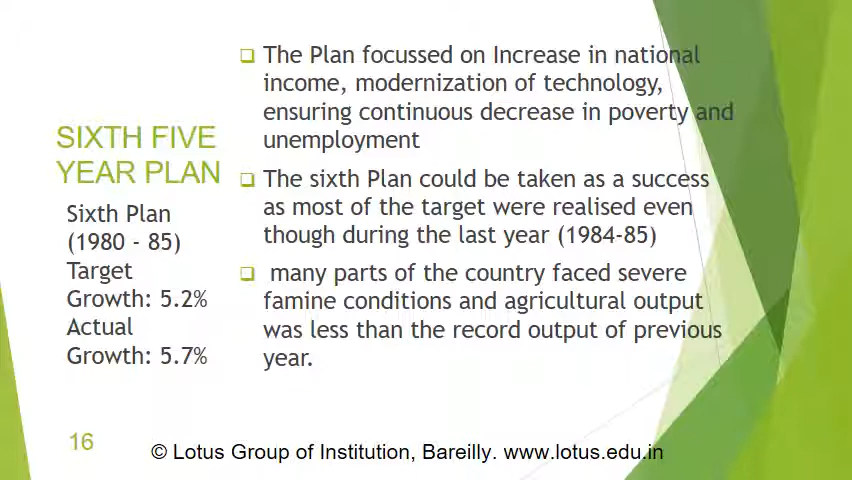 SIXTH FIVE
YEAR PLAN
Sixth Plan
(1980 - 85)
Target
Growth: 5.2%
Actual
Growth: 5.7%
❑ The Plan focussed on Increase in national
income, modernization of technology,
ensuring continuous decrease in poverty and
unemployment
❑ The sixth Plan could be taken as a success
as most of the target were realised even
though during the last year (1984-85)
❑ many parts of the country faced severe
famine conditions and agricultural output
was less than the record output of previous
year.
16
© Lotus Group of Institution, Bareilly. www.lotus.edu.in